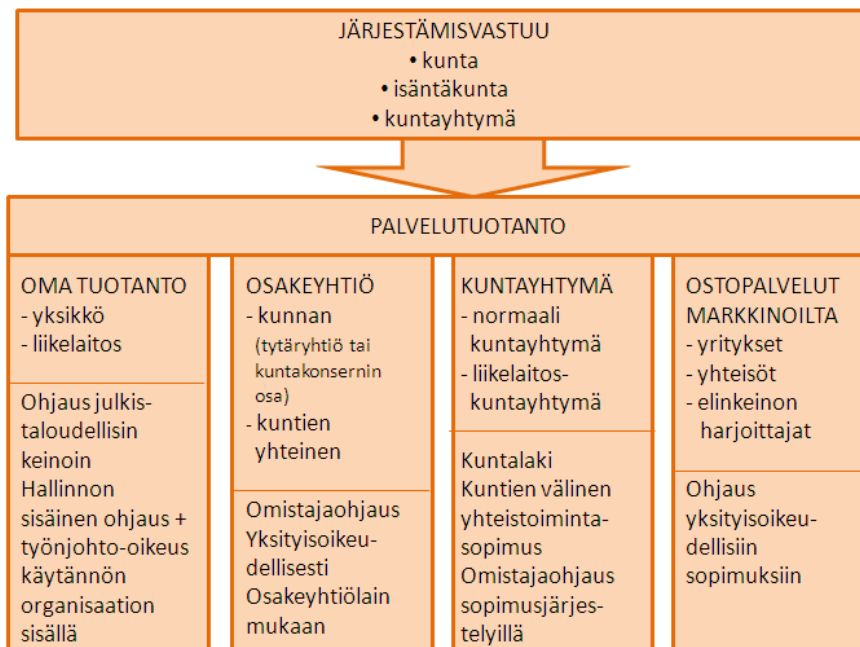 JÄRJESTÄMISVASTUU
• kunta
• isäntäkunta
• kuntayhtymä
PALVELUTUOTANTO
OMA TUOTANTO
- yksikkö
- liikelaitos
Ohjaus julkis-
taloudellisin
keinoin
Hallinnon
sisäinen ohjaus +
työnjohto-oikeus
käytännön
organisaation
sisällä
OSAKEYHTIÖ
- kunnan
(tytäryhtiö tai
kuntakonsernin
osa)
- kuntien
yhteinen
Omistajaohjaus
Yksityisoikeu-
dellisesti
Osakeyhtiölain
mukaan
KUNTAYHTYMÄ
- normaali
kuntayhtymä
- liikelaitos-
kuntayhtymä
Kuntalaki
Kuntien välinen
yhteistoiminta-
sopimus
Omistajaohjaus
sopimusjärjes-
telyillä
OSTOPALVELUT
MARKKINOILTA
- yritykset
- yhteisöt
- elinkeinon
harjoittajat
Ohjaus
yksityisoikeu-
dellisiin
sopimuksiin